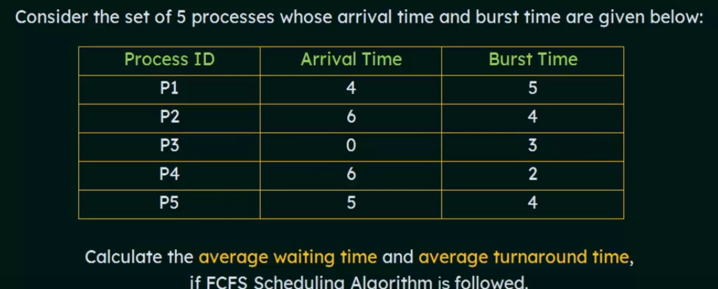 Consider the set of 5 processes whose arrival time and burst time are given below:
Process ID Arrival Time Burst Time
P1 4 5
P2 6 4
P3 0 3
P4 6 2
P5 5 4
Calculate the average waiting time and average turnaround time,
if FCFS Scheduling Algorithm is followed.